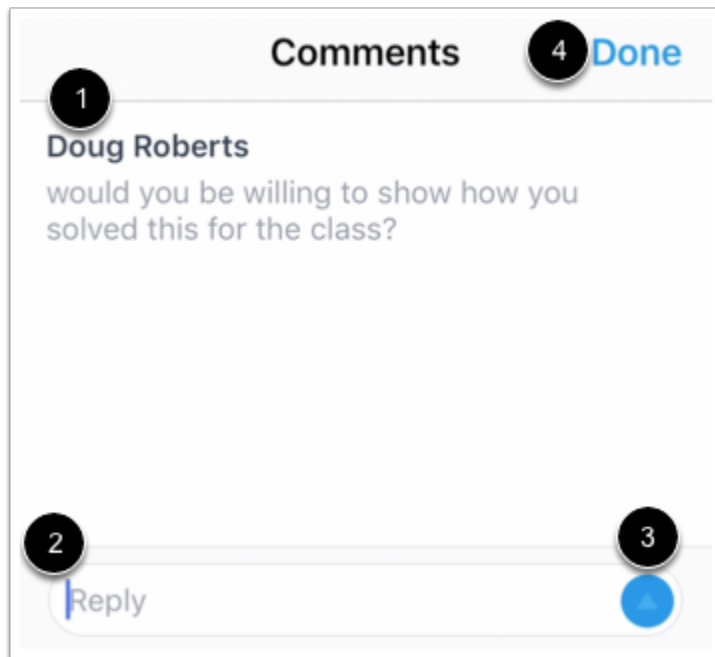 Comments 4 Done
1
Doug Roberts
would you be willing to show how you
solved this for the class?
2 3
Reply